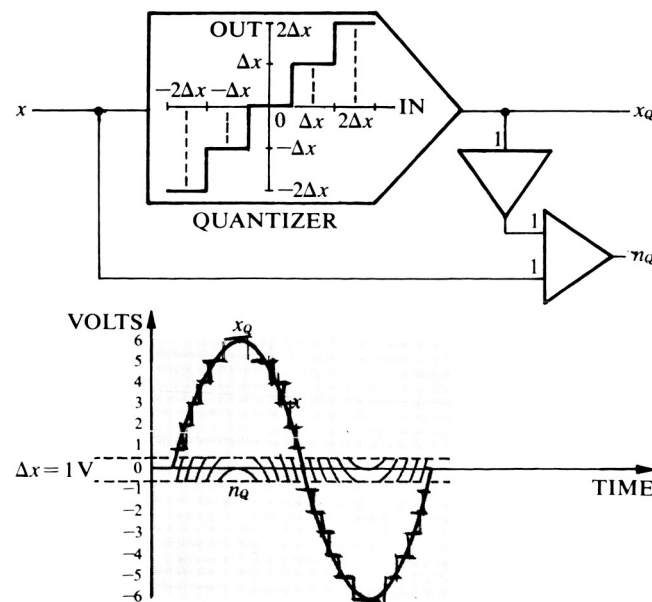 OUT 2Δx
Δx
−2Δx −Δx
x
0 Δx 2Δx IN
x_Q
−Δx
−2Δx
QUANTIZER
1
1
1
n_Q
VOLTS
x_Q
6
5
4
3
x
2
1
Δx = 1 V 0
n_Q
TIME
−1
−2
−3
−4
−5
−6